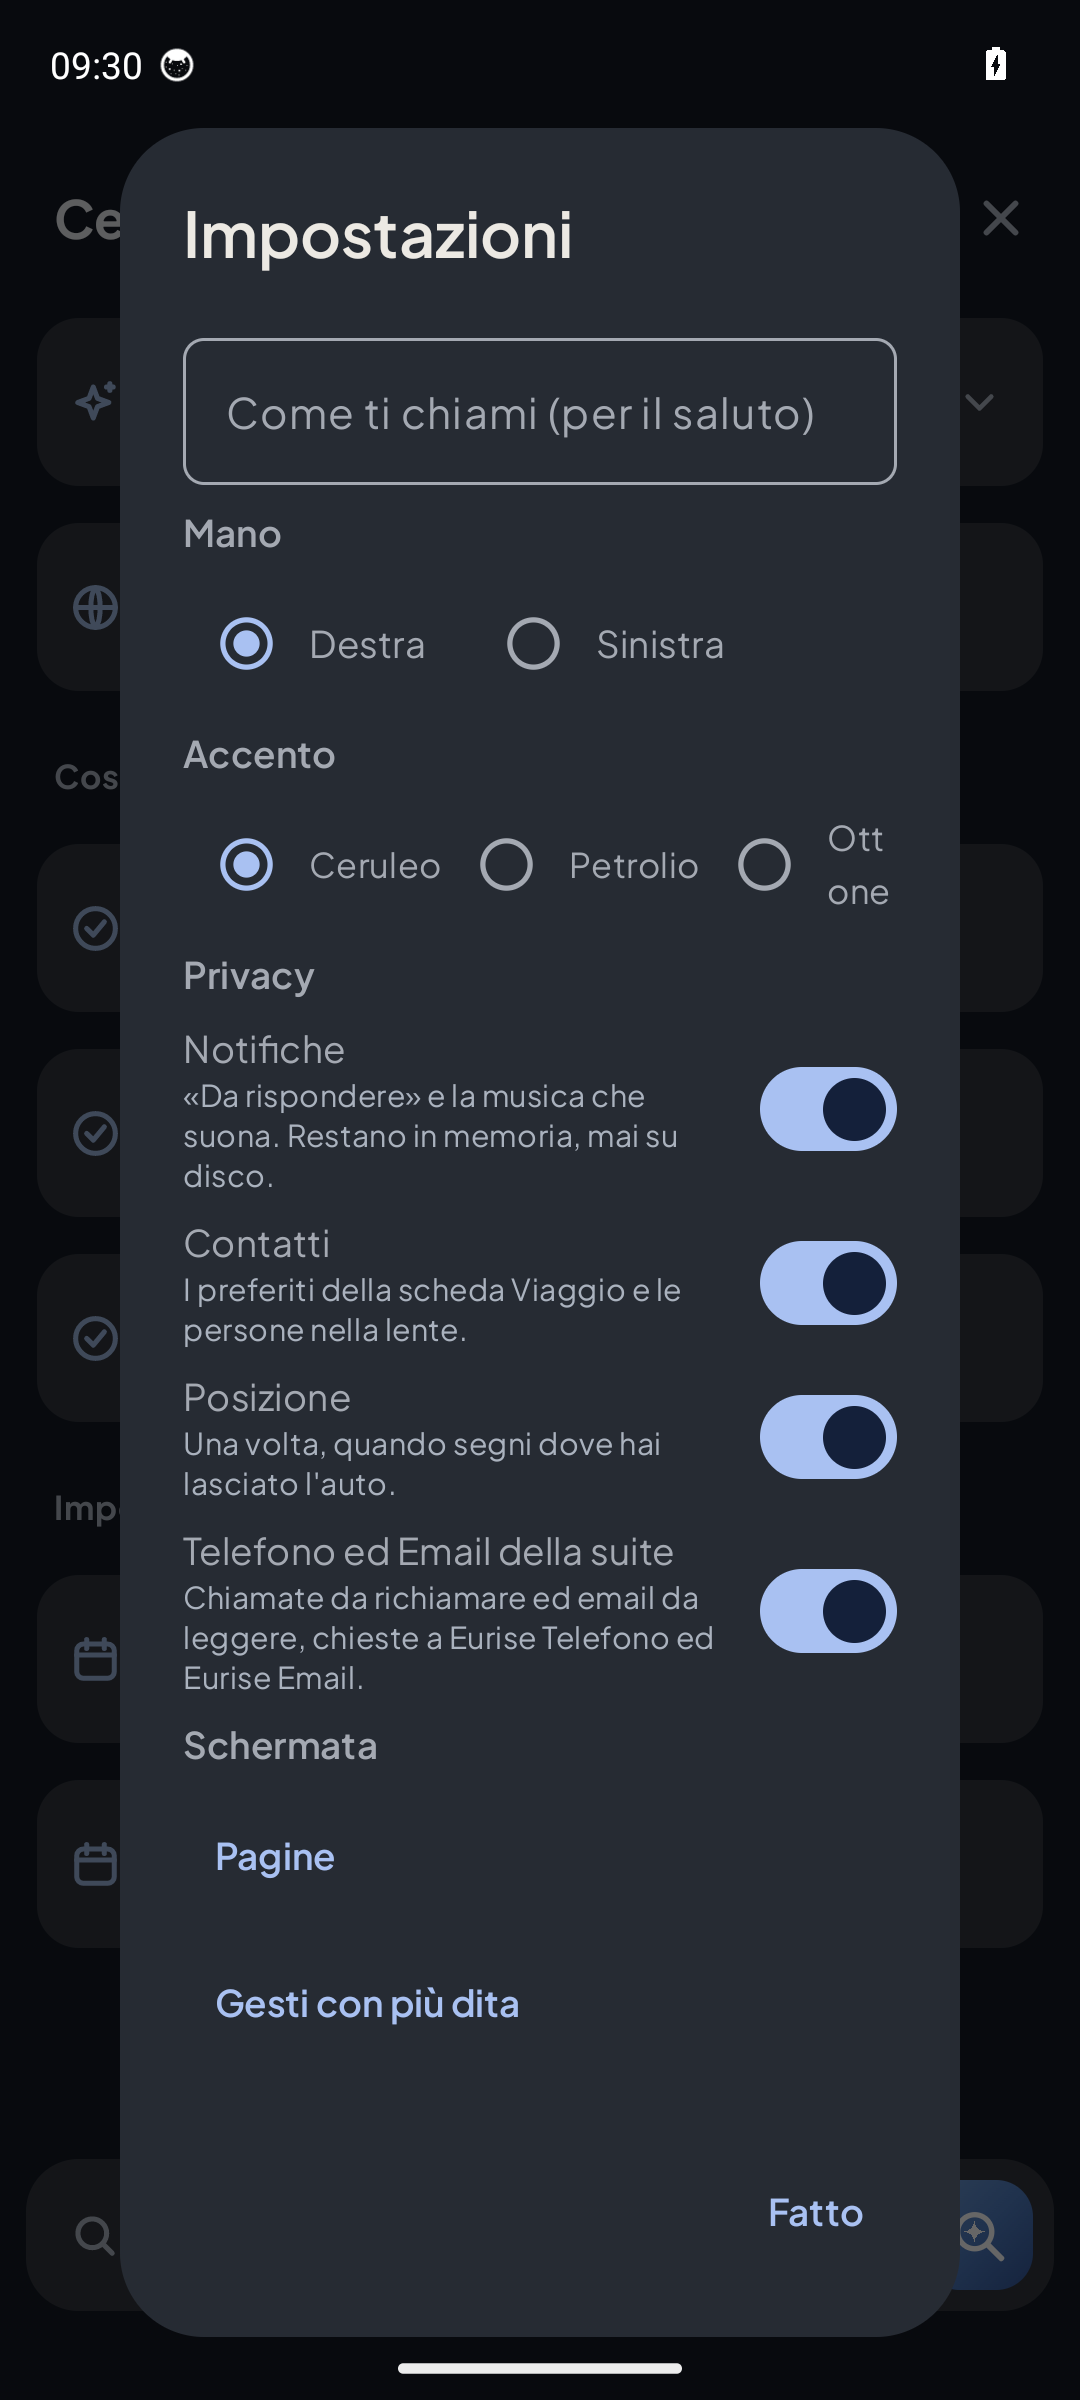 09:30
Ce
Impostazioni
Come ti chiami (per il saluto)
Mano
Destra
Sinistra
Accento
Cos
Ceruleo
Petrolio
Ott
one
Privacy
Notifiche
«Da rispondere» e la musica che
suona. Restano in memoria, mai su
disco.
Contatti
I preferiti della scheda Viaggio e le
persone nella lente.
Posizione
Una volta, quando segni dove hai
lasciato l'auto.
Impo
Telefono ed Email della suite
Chiamate da richiamare ed email da
leggere, chieste a Eurise Telefono ed
Eurise Email.
Schermata
Pagine
Gesti con più dita
Fatto